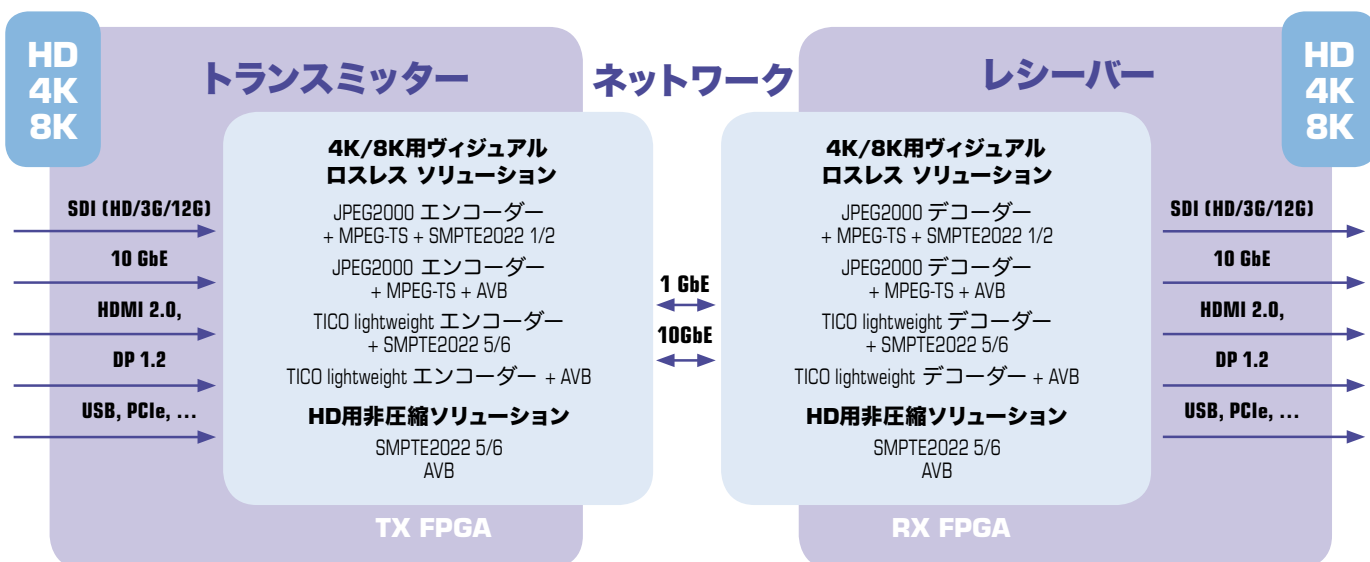 HD
4K
8K
トランスミッター
ネットワーク
レシーバー
HD
4K
8K
SDI (HD/3G/12G)
10 GbE
HDMI 2.0,
DP 1.2
USB, PCIe, ...
4K/8K用ヴィジュアル
ロスレス ソリューション
JPEG2000 エンコーダー
+ MPEG-TS + SMPTE2022 1/2
JPEG2000 エンコーダー
+ MPEG-TS + AVB
TICO lightweight エンコーダー
+ SMPTE2022 5/6
TICO lightweight エンコーダー + AVB
HD用非圧縮ソリューション
SMPTE2022 5/6
AVB
TX FPGA
1 GbE
10GbE
4K/8K用ヴィジュアル
ロスレス ソリューション
JPEG2000 デコーダー
+ MPEG-TS + SMPTE2022 1/2
JPEG2000 デコーダー
+ MPEG-TS + AVB
TICO lightweight デコーダー
+ SMPTE2022 5/6
TICO lightweight デコーダー + AVB
HD用非圧縮ソリューション
SMPTE2022 5/6
AVB
RX FPGA
SDI (HD/3G/12G)
10 GbE
HDMI 2.0,
DP 1.2
USB, PCIe, ...